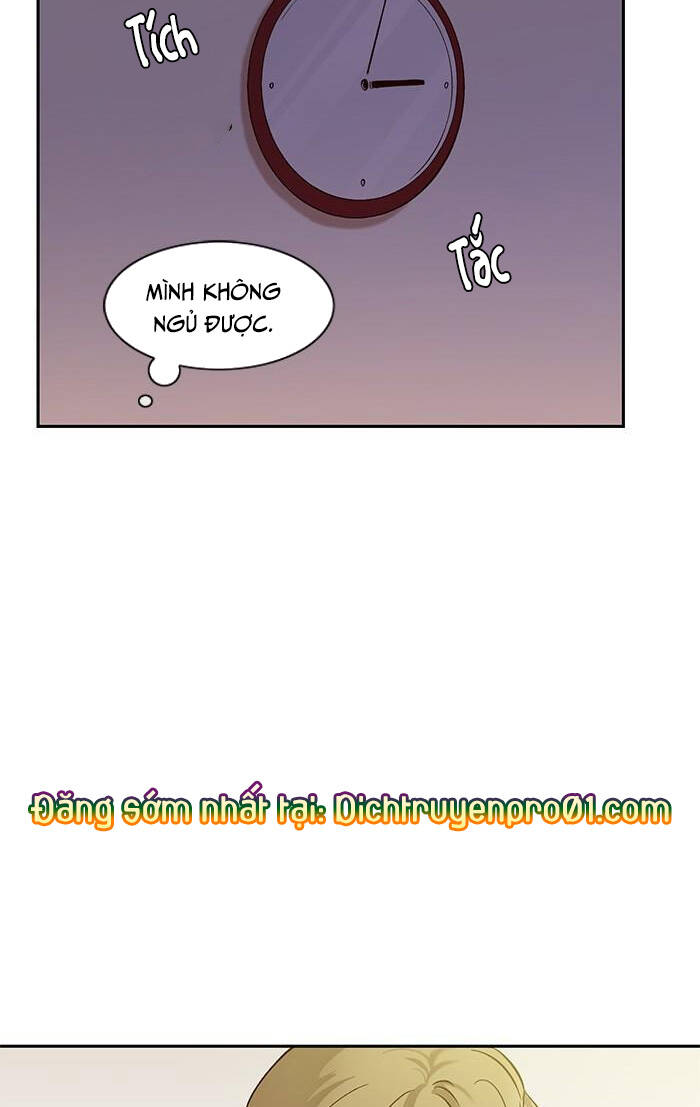 Tích
Tắc
MÌNH KHÔNG
NGỦ ĐƯỢC.
Đăng sớm nhất tại: Dichtruyenpro01.com